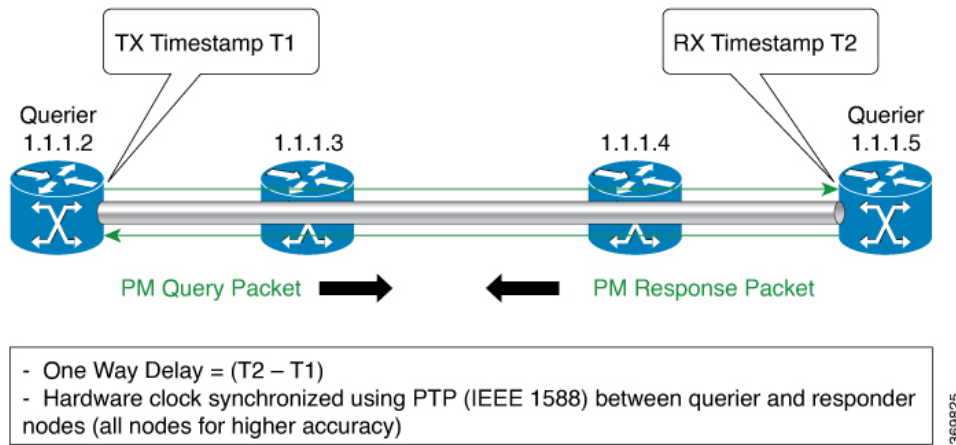 TX Timestamp T1
RX Timestamp T2
Querier
1.1.1.2
1.1.1.3
1.1.1.4
Querier
1.1.1.5
PM Query Packet
PM Response Packet
- One Way Delay = (T2 – T1)
- Hardware clock synchronized using PTP (IEEE 1588) between querier and responder
nodes (all nodes for higher accuracy)
369825